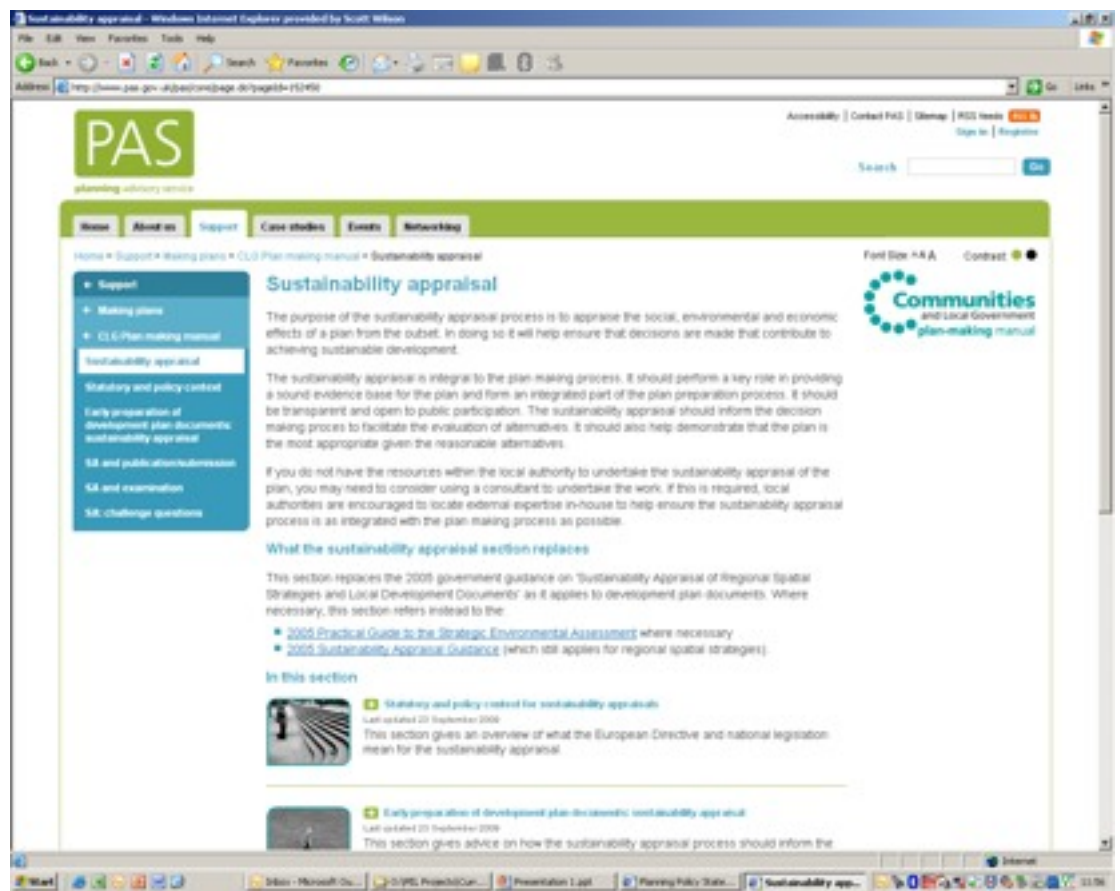 Sustainability appraisal - Windows Internet Explorer provided by Scott Wilson
File Edit View Favorites Tools Help
Back Search Favorites
Address Go Links
PAS
planning advisory service
Accessibility | Contact PAS | Sitemap | RSS feeds
Sign in | Register
Search Go
Home About us Support Case studies Events Networking
Home » Support » Making plans » CLG Plan making manual » Sustainability appraisal
Font Size A A A Contrast
Support
Making plans
CLG Plan making manual
Sustainability appraisal
Statutory and policy context
Early preparation of
development plan documents:
sustainability appraisal
SA and publication/submission
SA and examination
SA: challenge questions
Communities
and Local Government
plan-making manual
Sustainability appraisal
The purpose of the sustainability appraisal process is to appraise the social, environmental and economic
effects of a plan from the outset. In doing so it will help ensure that decisions are made that contribute to
achieving sustainable development.
The sustainability appraisal is integral to the plan making process. It should perform a key role in providing
a sound evidence base for the plan and form an integrated part of the plan preparation process. It should
be transparent and open to public participation. The sustainability appraisal should inform the decision
making proces to facilitate the evaluation of alternatives. It should also help demonstrate that the plan is
the most appropriate given the reasonable alternatives.
If you do not have the resources within the local authority to undertake the sustainability appraisal of the
plan, you may need to consider using a consultant to undertake the work. If this is required, local
authorities are encouraged to locate external expertise in-house to help ensure the sustainability appraisal
process is as integrated with the plan making process as possible.
What the sustainability appraisal section replaces
This section replaces the 2005 government guidance on 'Sustainability Appraisal of Regional Spatial
Strategies and Local Development Documents' as it applies to development plan documents. Where
necessary, this section refers instead to the:
2005 Practical Guide to the Strategic Environmental Assessment where necessary
2005 Sustainability Appraisal Guidance (which still applies for regional spatial strategies).
In this section
Statutory and policy context for sustainability appraisals
Last updated 23 September 2009
This section gives an overview of what the European Directive and national legislation
mean for the sustainability appraisal
Early preparation of development plan documents: sustainability appraisal
Last updated 23 September 2009
This section gives advice on how the sustainability appraisal process should inform the
Internet
Start Inbox - Microsoft Ou... Presentation 1.ppt Planning Policy State... Sustainability app... 11:56